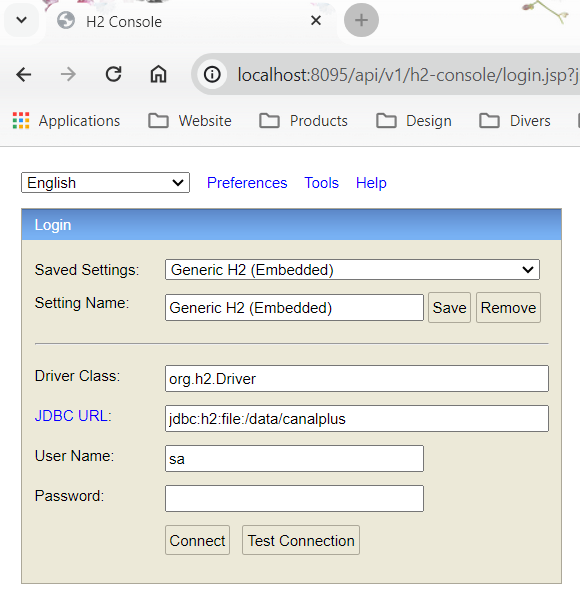 H2 Console
localhost:8095/api/v1/h2-console/login.jsp?j
Applications Website Products Design Divers
English Preferences Tools Help
Login
Saved Settings: Generic H2 (Embedded)
Setting Name: Generic H2 (Embedded) Save Remove
Driver Class: org.h2.Driver
JDBC URL: jdbc:h2:file:/data/canalplus
User Name: sa
Password:
Connect Test Connection